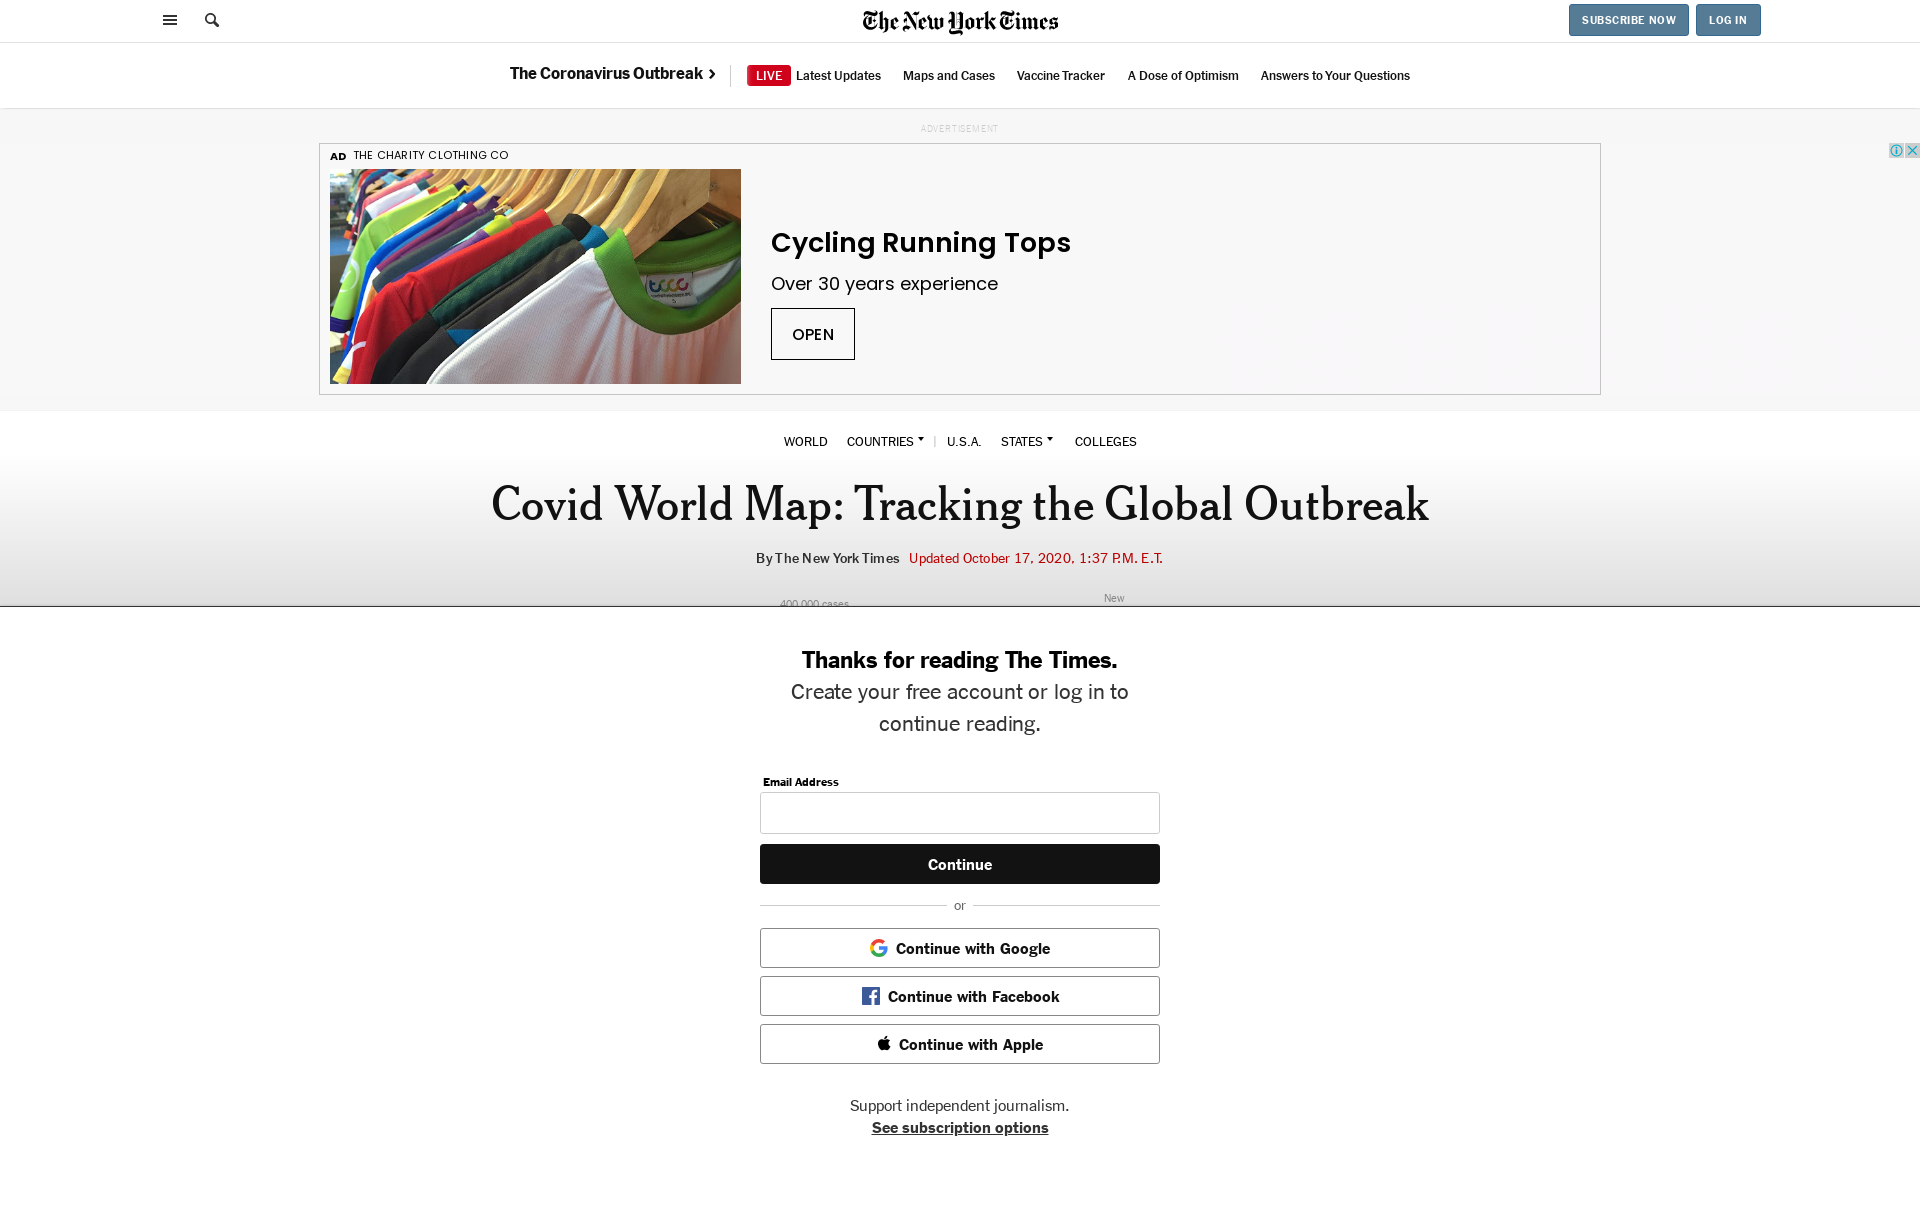 The New York Times
SUBSCRIBE NOW
LOG IN
The Coronavirus Outbreak ›
LIVE Latest Updates
Maps and Cases
Vaccine Tracker
A Dose of Optimism
Answers to Your Questions
ADVERTISEMENT
AD THE CHARITY CLOTHING CO
tccc
Cycling Running Tops
Over 30 years experience
OPEN
WORLD COUNTRIES | U.S.A. STATES COLLEGES
Covid World Map: Tracking the Global Outbreak
By The New York Times Updated October 17, 2020, 1:37 P.M. E.T.
New
400,000 cases
Thanks for reading The Times.
Create your free account or log in to
continue reading.
Email Address
Continue
or
Continue with Google
Continue with Facebook
Continue with Apple
Support independent journalism.
See subscription options